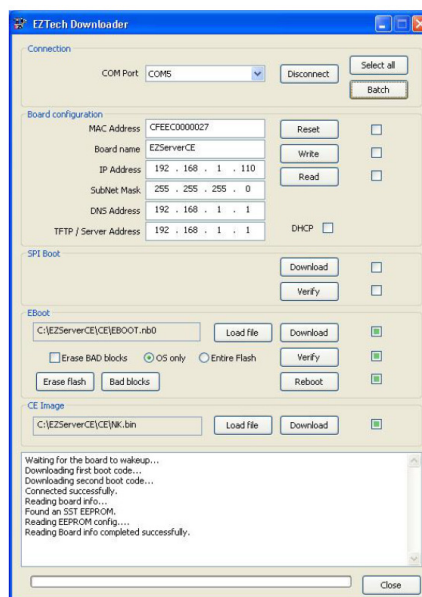 EZTech Downloader
Connection
COM Port COM5 Disconnect Select all
Batch
Board configuration
MAC Address CFEEC0000027 Reset
Board name EZServerCE Write
IP Address 192 . 168 . 1 . 110 Read
SubNet Mask 255 . 255 . 255 . 0
DNS Address 192 . 168 . 1 . 1
TFTP / Server Address 192 . 168 . 1 . 1 DHCP
SPI Boot
Download
Verify
EBoot
C:\EZServerCE\CE\EBOOT.nb0 Load file Download
Erase BAD blocks OS only Entire Flash Verify
Erase flash Bad blocks Reboot
CE Image
C:\EZServerCE\CE\NK.bin Load file Download
Waiting for the board to wakeup...
Downloading first boot code...
Downloading second boot code...
Connected successfully.
Reading board info...
Found an SST EEPROM.
Reading EEPROM config....
Reading Board info completed successfully.
Close